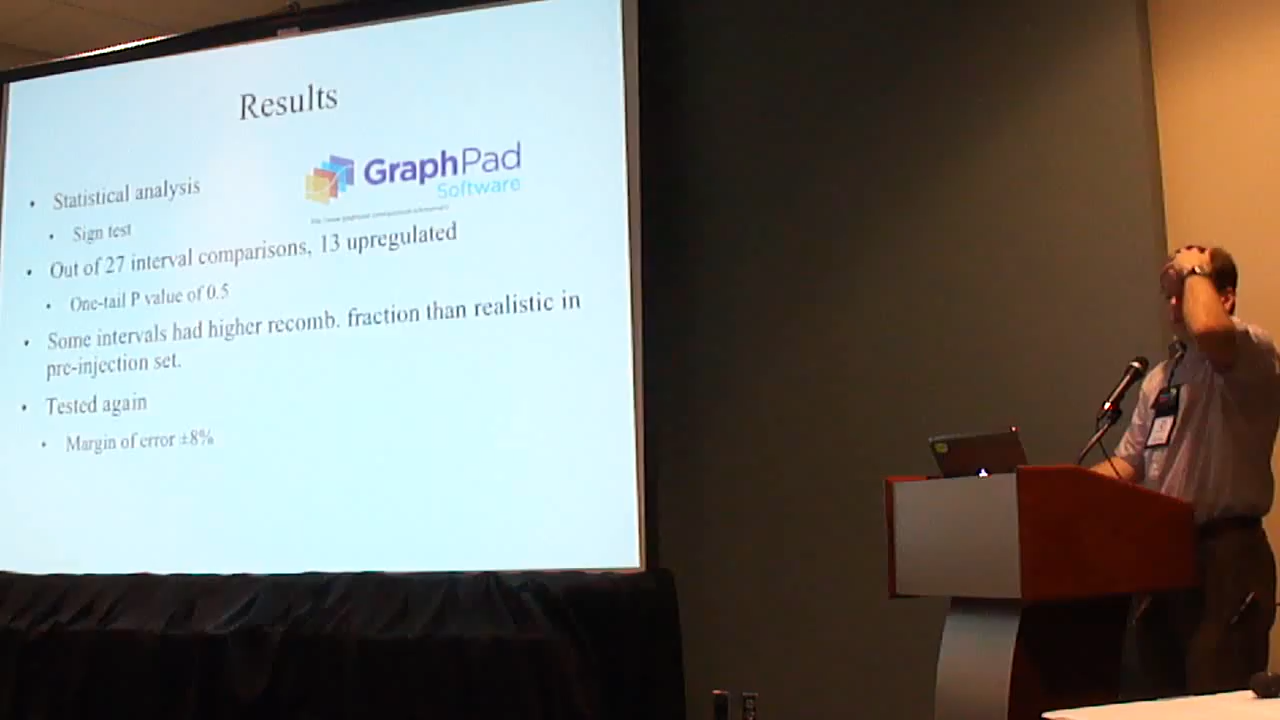 Results
GraphPad
Software
• Statistical analysis
• Sign test
• Out of 27 interval comparisons, 13 upregulated
• One-tail P value of 0.5
• Some intervals had higher recomb. fraction than realistic in
pre-injection set.
• Tested again
• Margin of error ±8%